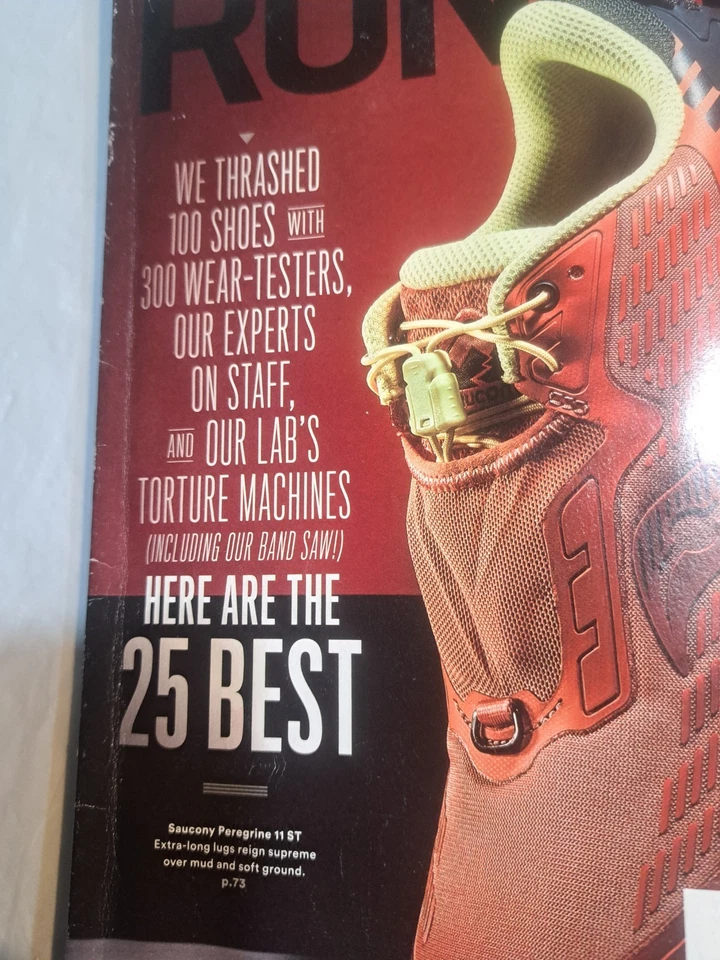 RUN
WE THRASHED
100 SHOES WITH
300 WEAR-TESTERS,
OUR EXPERTS
ON STAFF,
AND OUR LAB'S
TORTURE MACHINES
(INCLUDING OUR BAND SAW!)
HERE ARE THE
25 BEST
Saucony Peregrine 11 ST
Extra-long lugs reign supreme
over mud and soft ground.
p.73